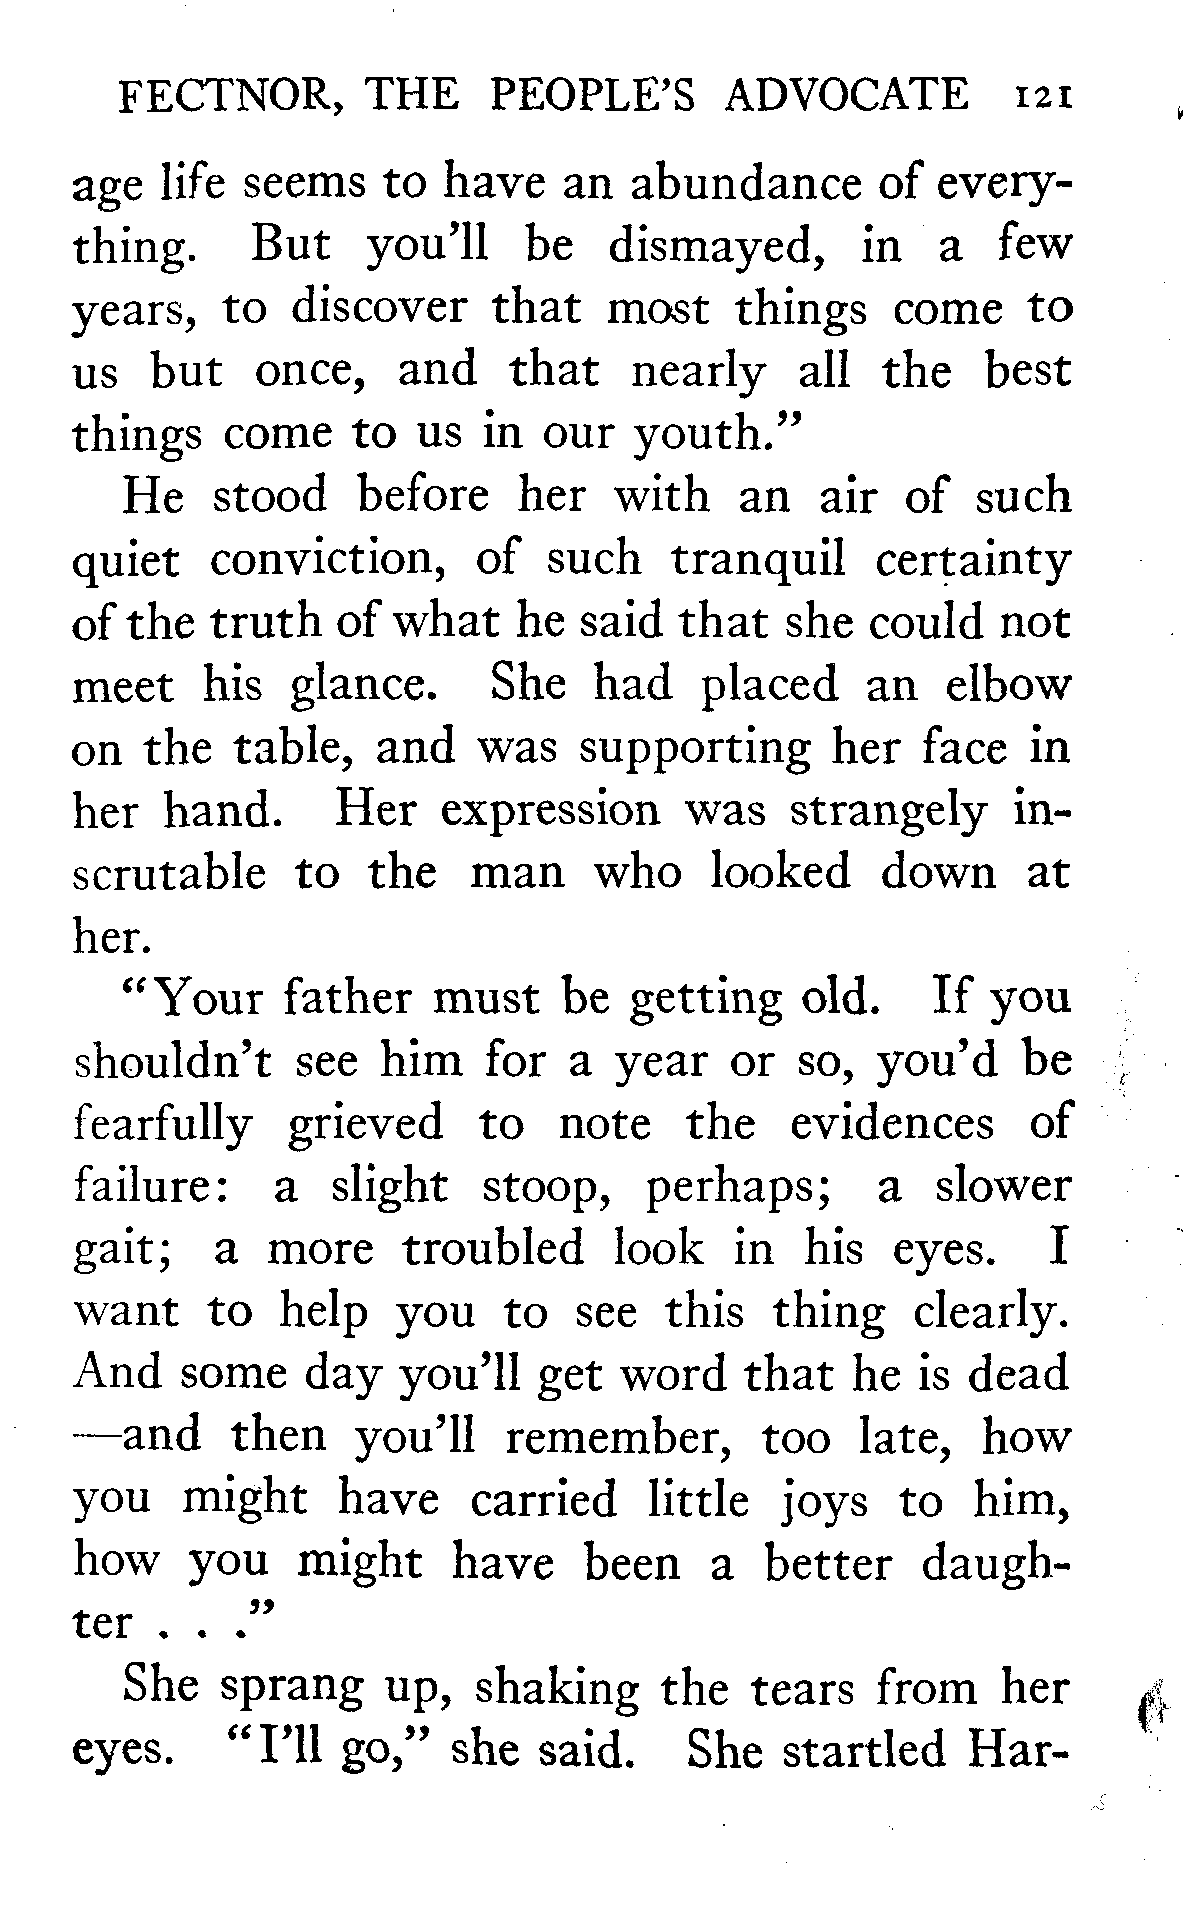 FECTNOR, THE PEOPLE'S ADVOCATE 121
age life seems to have an abundance of every-
thing. But you'll be dismayed, in a few
years, to discover that most things come to
us but once, and that nearly all the best
things come to us in our youth."
He stood before her with an air of such
quiet conviction, of such tranquil certainty
of the truth of what he said that she could not
meet his glance. She had placed an elbow
on the table, and was supporting her face in
her hand. Her expression was strangely in-
scrutable to the man who looked down at
her.
"Your father must be getting old. If you
shouldn't see him for a year or so, you'd be
fearfully grieved to note the evidences of
failure: a slight stoop, perhaps; a slower
gait; a more troubled look in his eyes. I
want to help you to see this thing clearly.
And some day you'll get word that he is dead
—and then you'll remember, too late, how
you might have carried little joys to him,
how you might have been a better daugh-
ter . . ."
She sprang up, shaking the tears from her
eyes. "I'll go," she said. She startled Har-